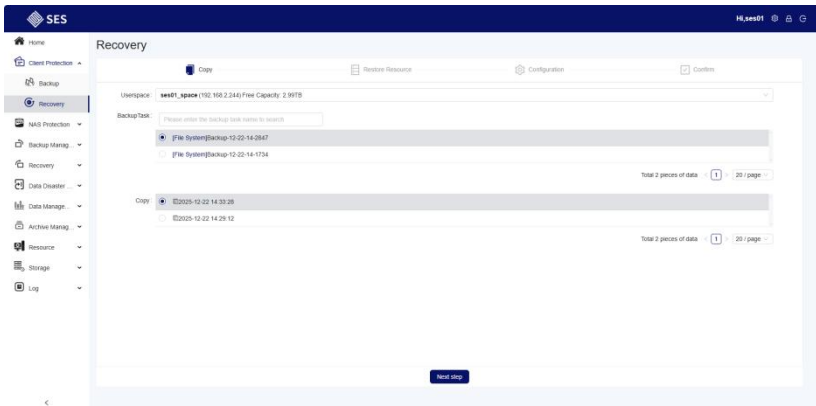 SES
Hi,ses01
Home
Client Protection
Backup
Recovery
NAS Protection
Backup Manag...
Recovery
Data Disaster ...
Data Manage...
Archive Manag...
Resource
Storage
Log
Recovery
Copy
Restore Resource
Configuration
Confirm
Userspace: ses01_space (192.168.2.244) Free Capacity: 2.99TB
BackupTask: Please enter the backup task name to search
[File System]Backup-12-22-14-2847
[File System]Backup-12-22-14-1734
Total 2 pieces of data < 1 > 20 / page
Copy: 2025-12-22 14:33:28
2025-12-22 14:29:12
Total 2 pieces of data < 1 > 20 / page
Next step